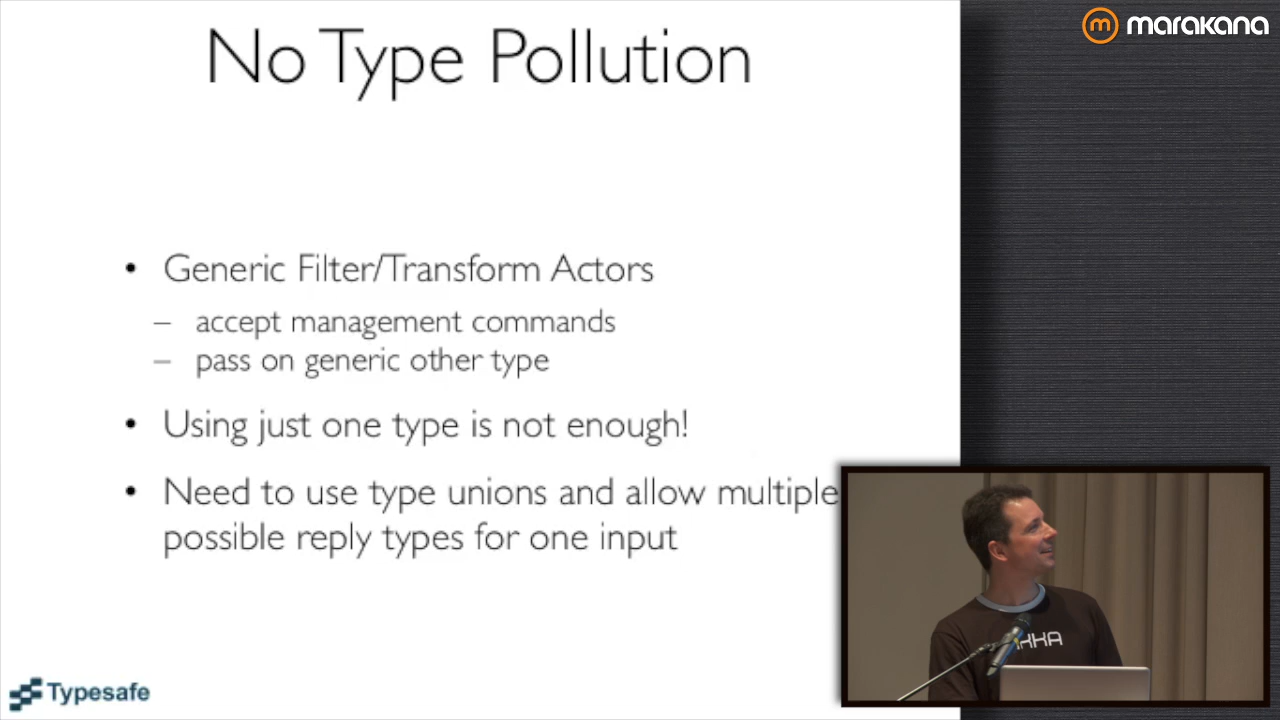 No Type Pollution
marakana
• Generic Filter/Transform Actors
– accept management commands
– pass on generic other type
• Using just one type is not enough!
• Need to use type unions and allow multiple
possible reply types for one input
Typesafe